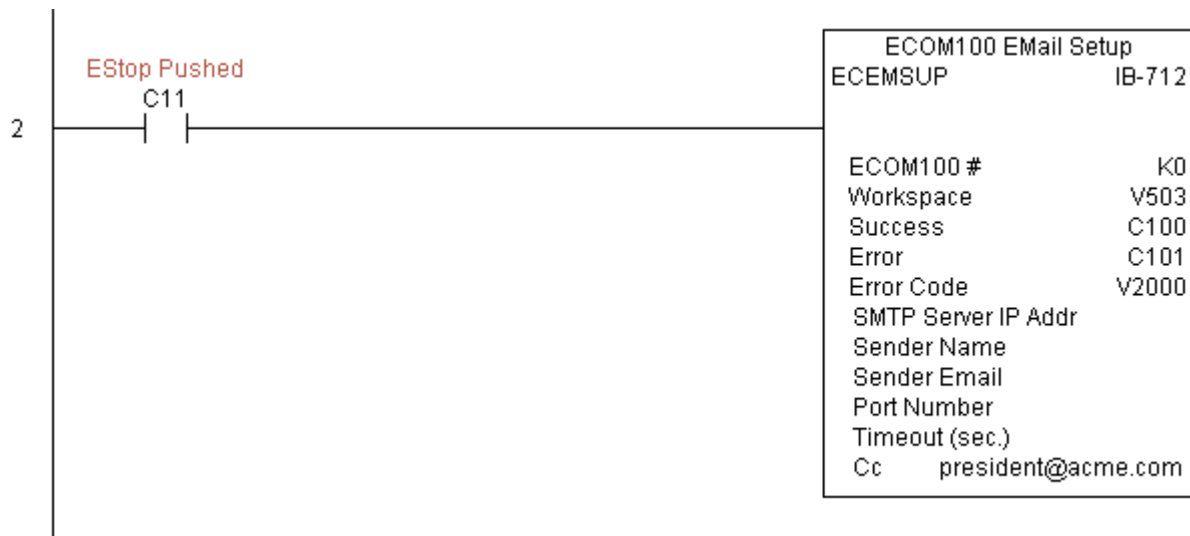 EStop Pushed
C11
2
ECOM100 EMail Setup
ECEMSUP IB-712
ECOM100 # K0
Workspace V503
Success C100
Error C101
Error Code V2000
SMTP Server IP Addr
Sender Name
Sender Email
Port Number
Timeout (sec.)
Cc president@acme.com